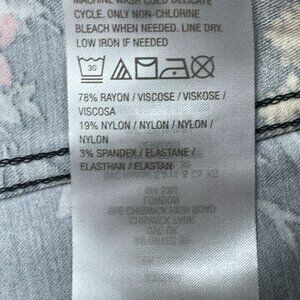 MACHINE WASH COLD DELICATE
CYCLE. ONLY NON-CHLORINE
BLEACH WHEN NEEDED. LINE DRY.
LOW IRON IF NEEDED
30
78% RAYON / VISCOSE / VISKOSE /
VISCOSA
19% NYLON / NYLON / NYLON /
NYLON
3% SPANDEX / ELASTANE /
ELASTHAN / ELASTAN